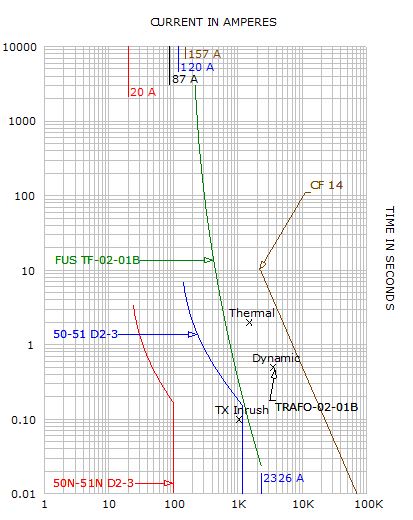 CURRENT IN AMPERES
10000
157 A
120 A
87 A
20 A
1000
100
CF 14
TIME IN SECONDS
FUS TF-02-01B
10
Thermal
50-51 D2-3
1
Dynamic
TX Inrush
TRAFO-02-01B
0.10
50N-51N D2-3
2326 A
0.01
1
10
100
1K
10K
100K